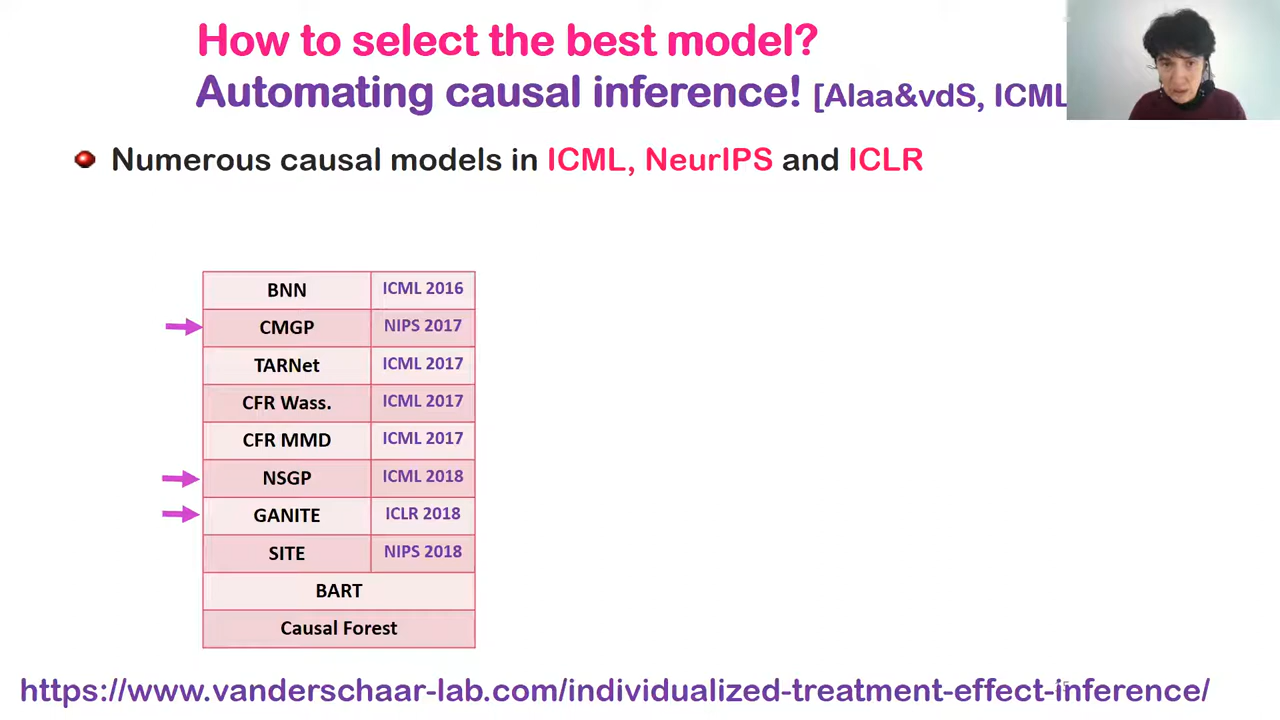 How to select the best model?
Automating causal inference! [Alaa&vdS, ICML
Numerous causal models in ICML, NeurIPS and ICLR
BNN ICML 2016
CMGP NIPS 2017
TARNet ICML 2017
CFR Wass. ICML 2017
CFR MMD ICML 2017
NSGP ICML 2018
GANITE ICLR 2018
SITE NIPS 2018
BART
Causal Forest
https://www.vanderschaar-lab.com/individualized-treatment-effect-inference/